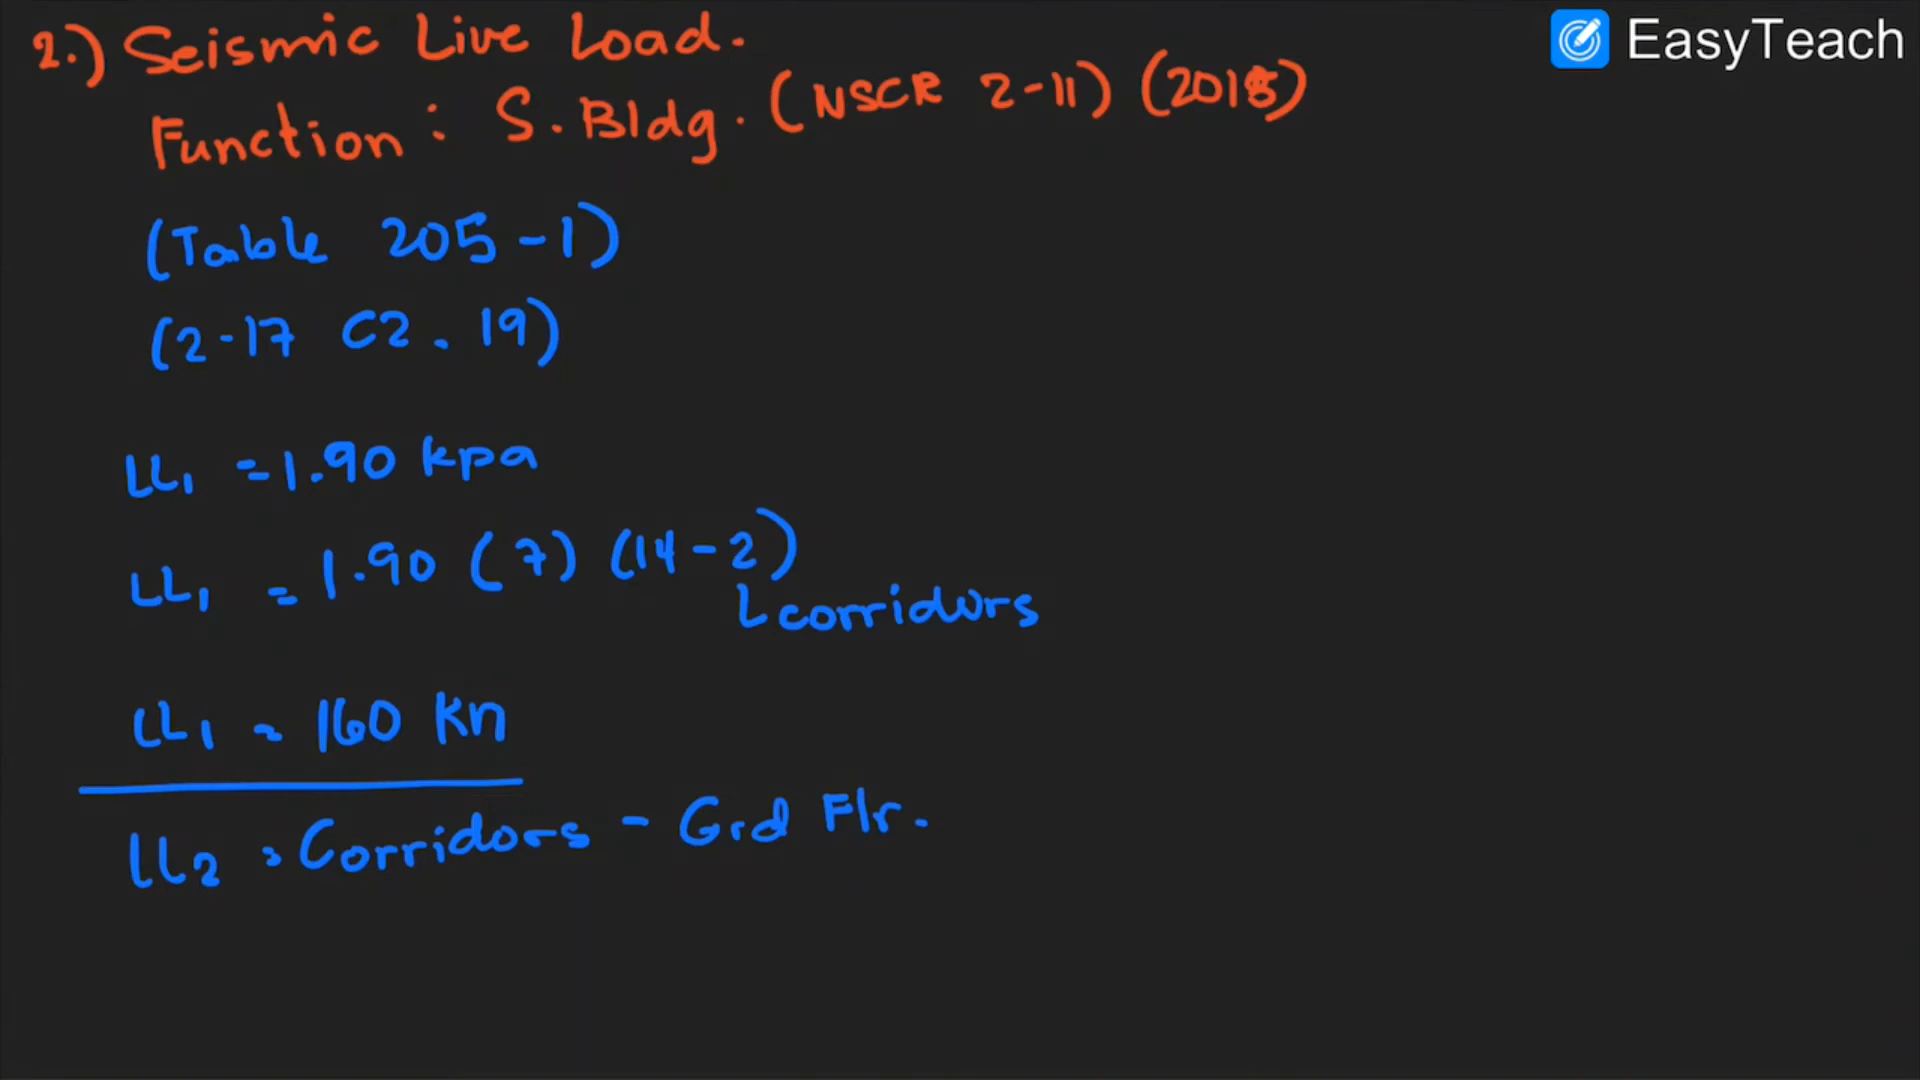 2.) Seismic Live Load.
EasyTeach
Function: S. Bldg. (NSCR 2-11) (2015)
(Table 205-1)
(2-17 C2. 19)
LL1 = 1.90 kpa
LL1 = 1.90 (7) (14-2)
corridors
LL1 = 160 kn
LL2 = Corridors - Grd Flr.